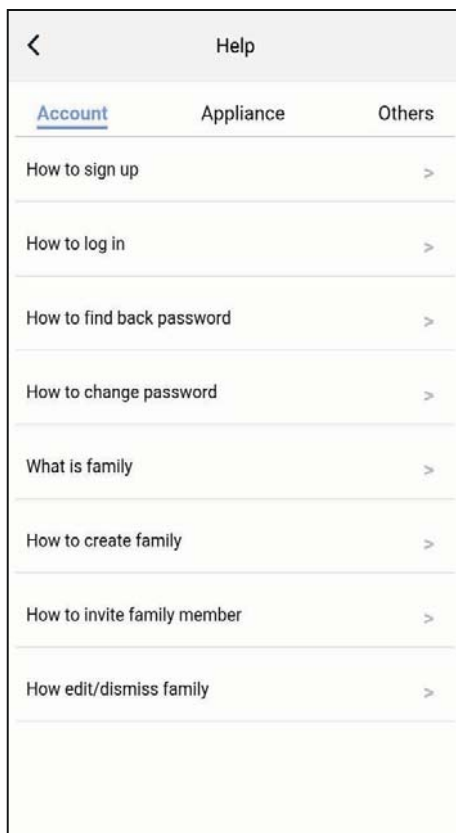 Help
Account Appliance Others
How to sign up >
How to log in >
How to find back password >
How to change password >
What is family >
How to create family >
How to invite family member >
How edit/dismiss family >